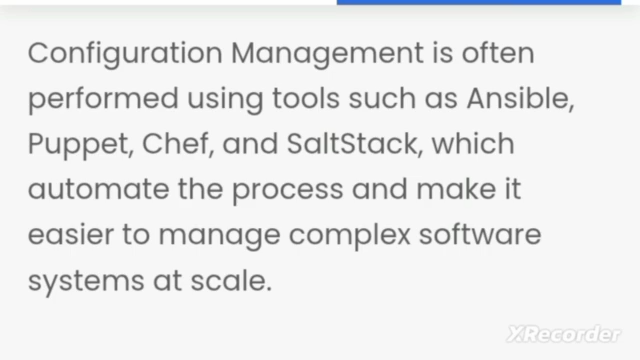 Configuration Management is often
performed using tools such as Ansible,
Puppet, Chef, and SaltStack, which
automate the process and make it
easier to manage complex software
systems at scale.
XRecorder